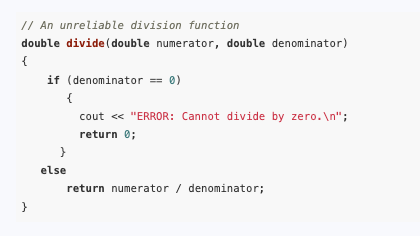 // An unreliable division function
double divide(double numerator, double denominator)
{
    if (denominator == 0)
       {
         cout << "ERROR: Cannot divide by zero.\n";
         return 0;
      }
   else
       return numerator / denominator;
}